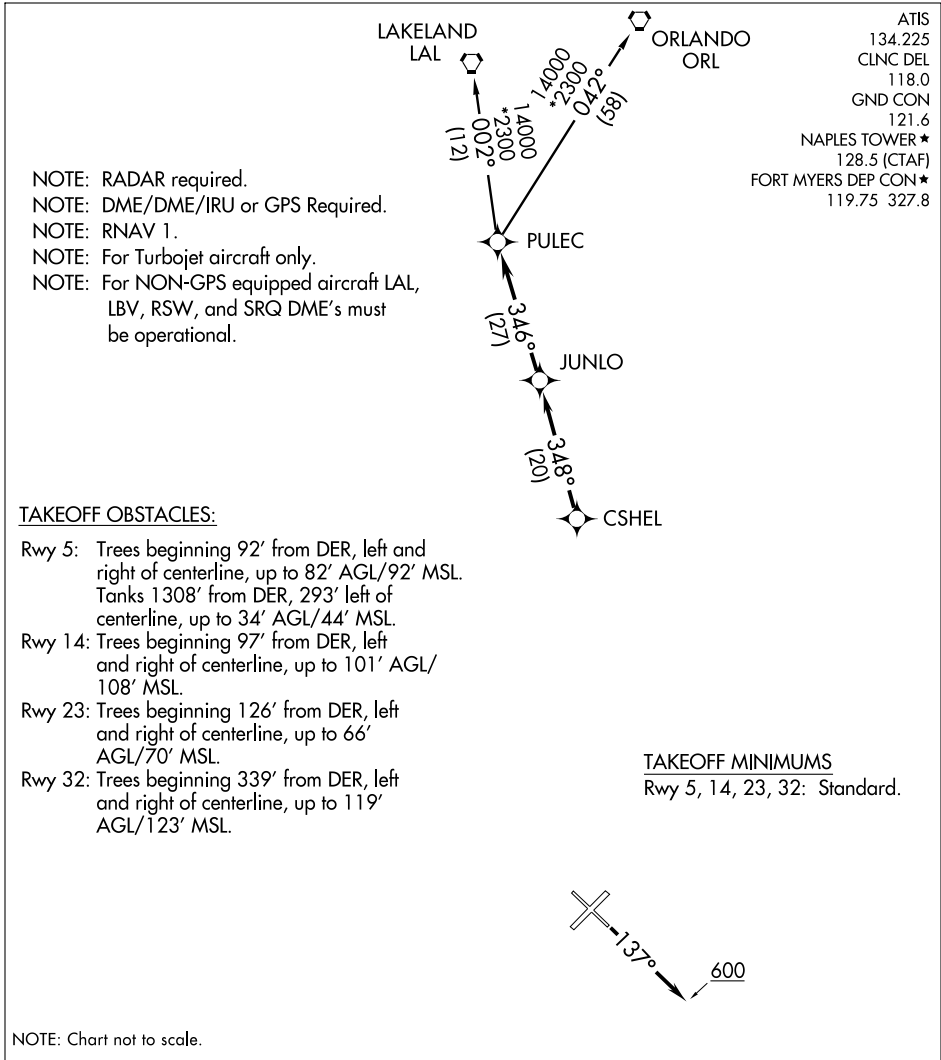 LAKELAND
LAL
ORLANDO
ORL
ATIS
134.225
CLNC DEL
118.0
GND CON
121.6
NAPLES TOWER★
128.5 (CTAF)
FORT MYERS DEP CON★
119.75 327.8
14000
*2300
002°
(12)
14000
*2300
042°
(58)
NOTE: RADAR required.
NOTE: DME/DME/IRU or GPS Required.
NOTE: RNAV 1.
NOTE: For Turbojet aircraft only.
NOTE: For NON-GPS equipped aircraft LAL,
LBV, RSW, and SRQ DME's must
be operational.
PULEC
346°
(27)
JUNLO
348°
(20)
CSHEL
TAKEOFF OBSTACLES:
Rwy 5: Trees beginning 92' from DER, left and
right of centerline, up to 82' AGL/92' MSL.
Tanks 1308' from DER, 293' left of
centerline, up to 34' AGL/44' MSL.
Rwy 14: Trees beginning 97' from DER, left
and right of centerline, up to 101' AGL/
108' MSL.
Rwy 23: Trees beginning 126' from DER, left
and right of centerline, up to 66'
AGL/70' MSL.
Rwy 32: Trees beginning 339' from DER, left
and right of centerline, up to 119'
AGL/123' MSL.
TAKEOFF MINIMUMS
Rwy 5, 14, 23, 32: Standard.
137°
600
NOTE: Chart not to scale.